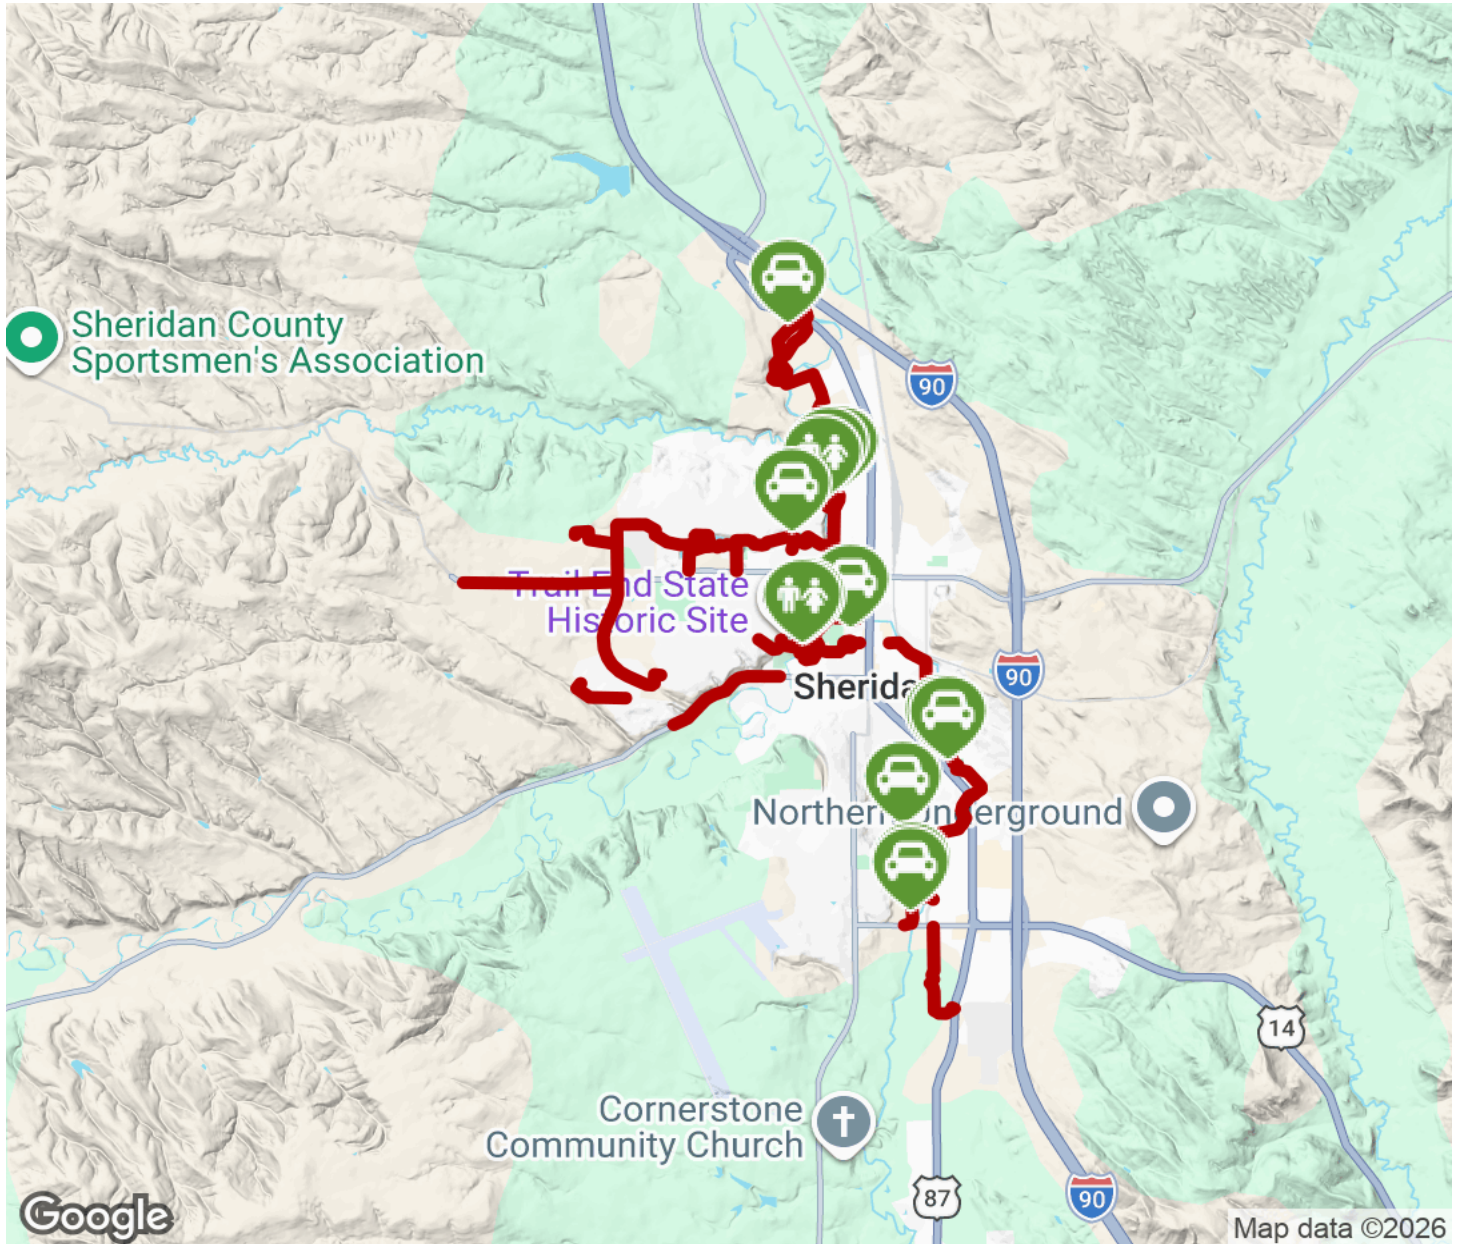 Sheridan County
Sportsmen's Association
90
Trail End State
Historic Site
90
Sherida
Northern Underground
14
Cornerstone
Community Church
87
90
Google
Map data ©2026